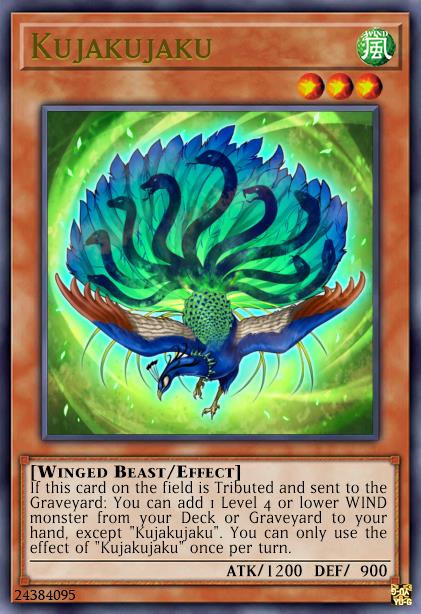 Kujakujaku
WIND
風
[Winged Beast/Effect]
If this card on the field is Tributed and sent to the
Graveyard: You can add 1 Level 4 or lower WIND
monster from your Deck or Graveyard to your
hand, except "Kujakujaku". You can only use the
effect of "Kujakujaku" once per turn.
ATK/1200 DEF/ 900
24384095